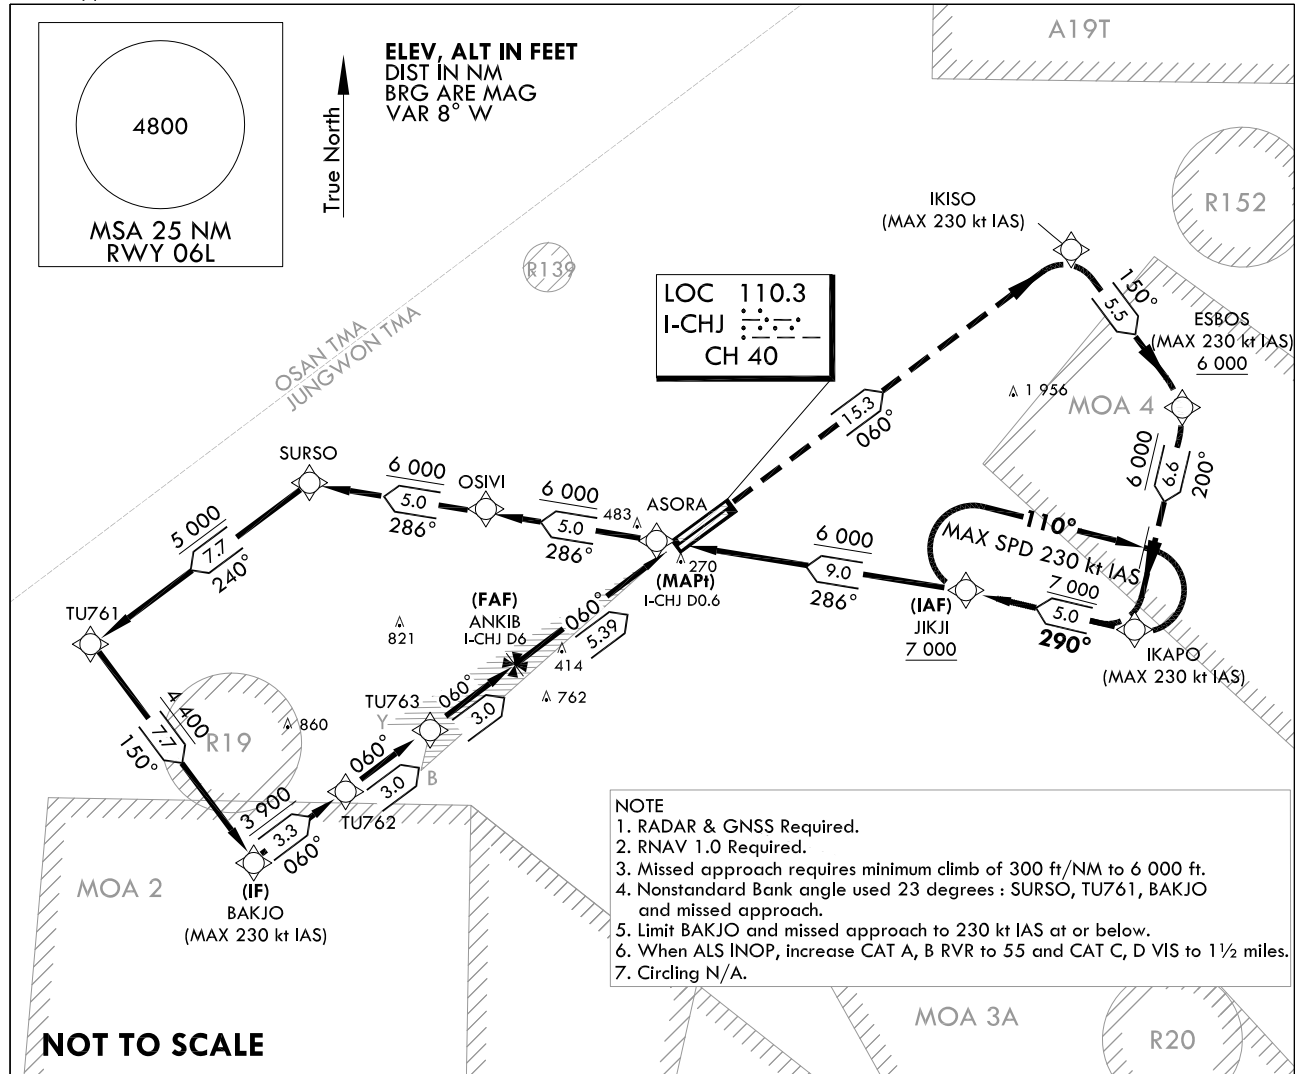 4800
MSA 25 NM
RWY 06L
True North
ELEV, ALT IN FEET
DIST IN NM
BRG ARE MAG
VAR 8° W
A19T
R152
R139
OSAN TMA
JUNGWON TMA
IKISO
(MAX 230 kt IAS)
150°
5.5
ESBOS
(MAX 230 kt IAS)
6 000
LOC 110.3
I-CHJ
CH 40
1 956
MOA 4
15.3
060°
6 000
6.6
200°
SURSO
6 000
5.0
286°
OSIVI
6 000
5.0
286°
483
ASORA
270
(MAPt)
I-CHJ D0.6
6 000
9.0
286°
110°
MAX SPD 230 kt IAS
7 000
5.0
290°
(IAF)
JIKJI
7 000
IKAPO
(MAX 230 kt IAS)
5 000
7.7
240°
TU761
821
(FAF)
ANKIB
I-CHJ D6
060°
5.39
414
762
TU763
060°
3.0
Y
B
4 400
7.7
150°
R19
860
060°
3.0
TU762
3 900
3.3
060°
MOA 2
(IF)
BAKJO
(MAX 230 kt IAS)
NOTE
1. RADAR & GNSS Required.
2. RNAV 1.0 Required.
3. Missed approach requires minimum climb of 300 ft/NM to 6 000 ft.
4. Nonstandard Bank angle used 23 degrees : SURSO, TU761, BAKJO
and missed approach.
5. Limit BAKJO and missed approach to 230 kt IAS at or below.
6. When ALS INOP, increase CAT A, B RVR to 55 and CAT C, D VIS to 1½ miles.
7. Circling N/A.
MOA 3A
R20
NOT TO SCALE